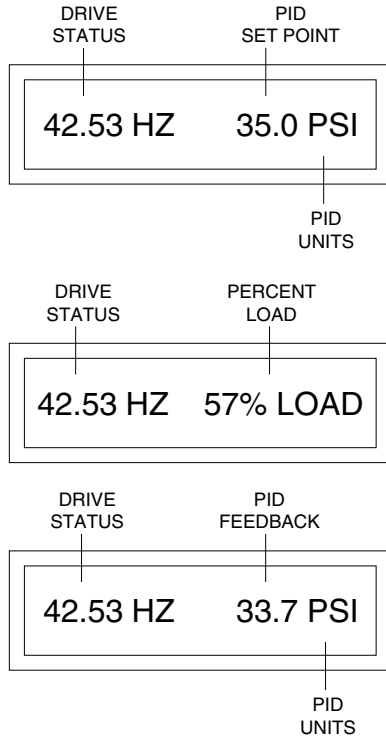 DRIVE PID
STATUS SET POINT
42.53 HZ 35.0 PSI
PID
UNITS
DRIVE PERCENT
STATUS LOAD
42.53 HZ 57% LOAD
DRIVE PID
STATUS FEEDBACK
42.53 HZ 33.7 PSI
PID
UNITS